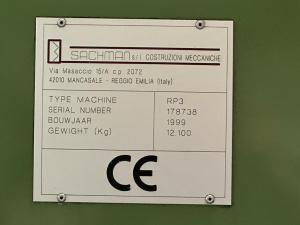 SACHMAN s.r.l COSTRUZIONI MECCANICHE
Via Masaccio 15/A c.p. 2072
42010 MANCASALE - REGGIO EMILIA (Italy)
TYPE MACHINE RP3
SERIAL NUMBER 178738
BOUWJAAR 1999
GEWIGHT (Kg) 12.100
CE